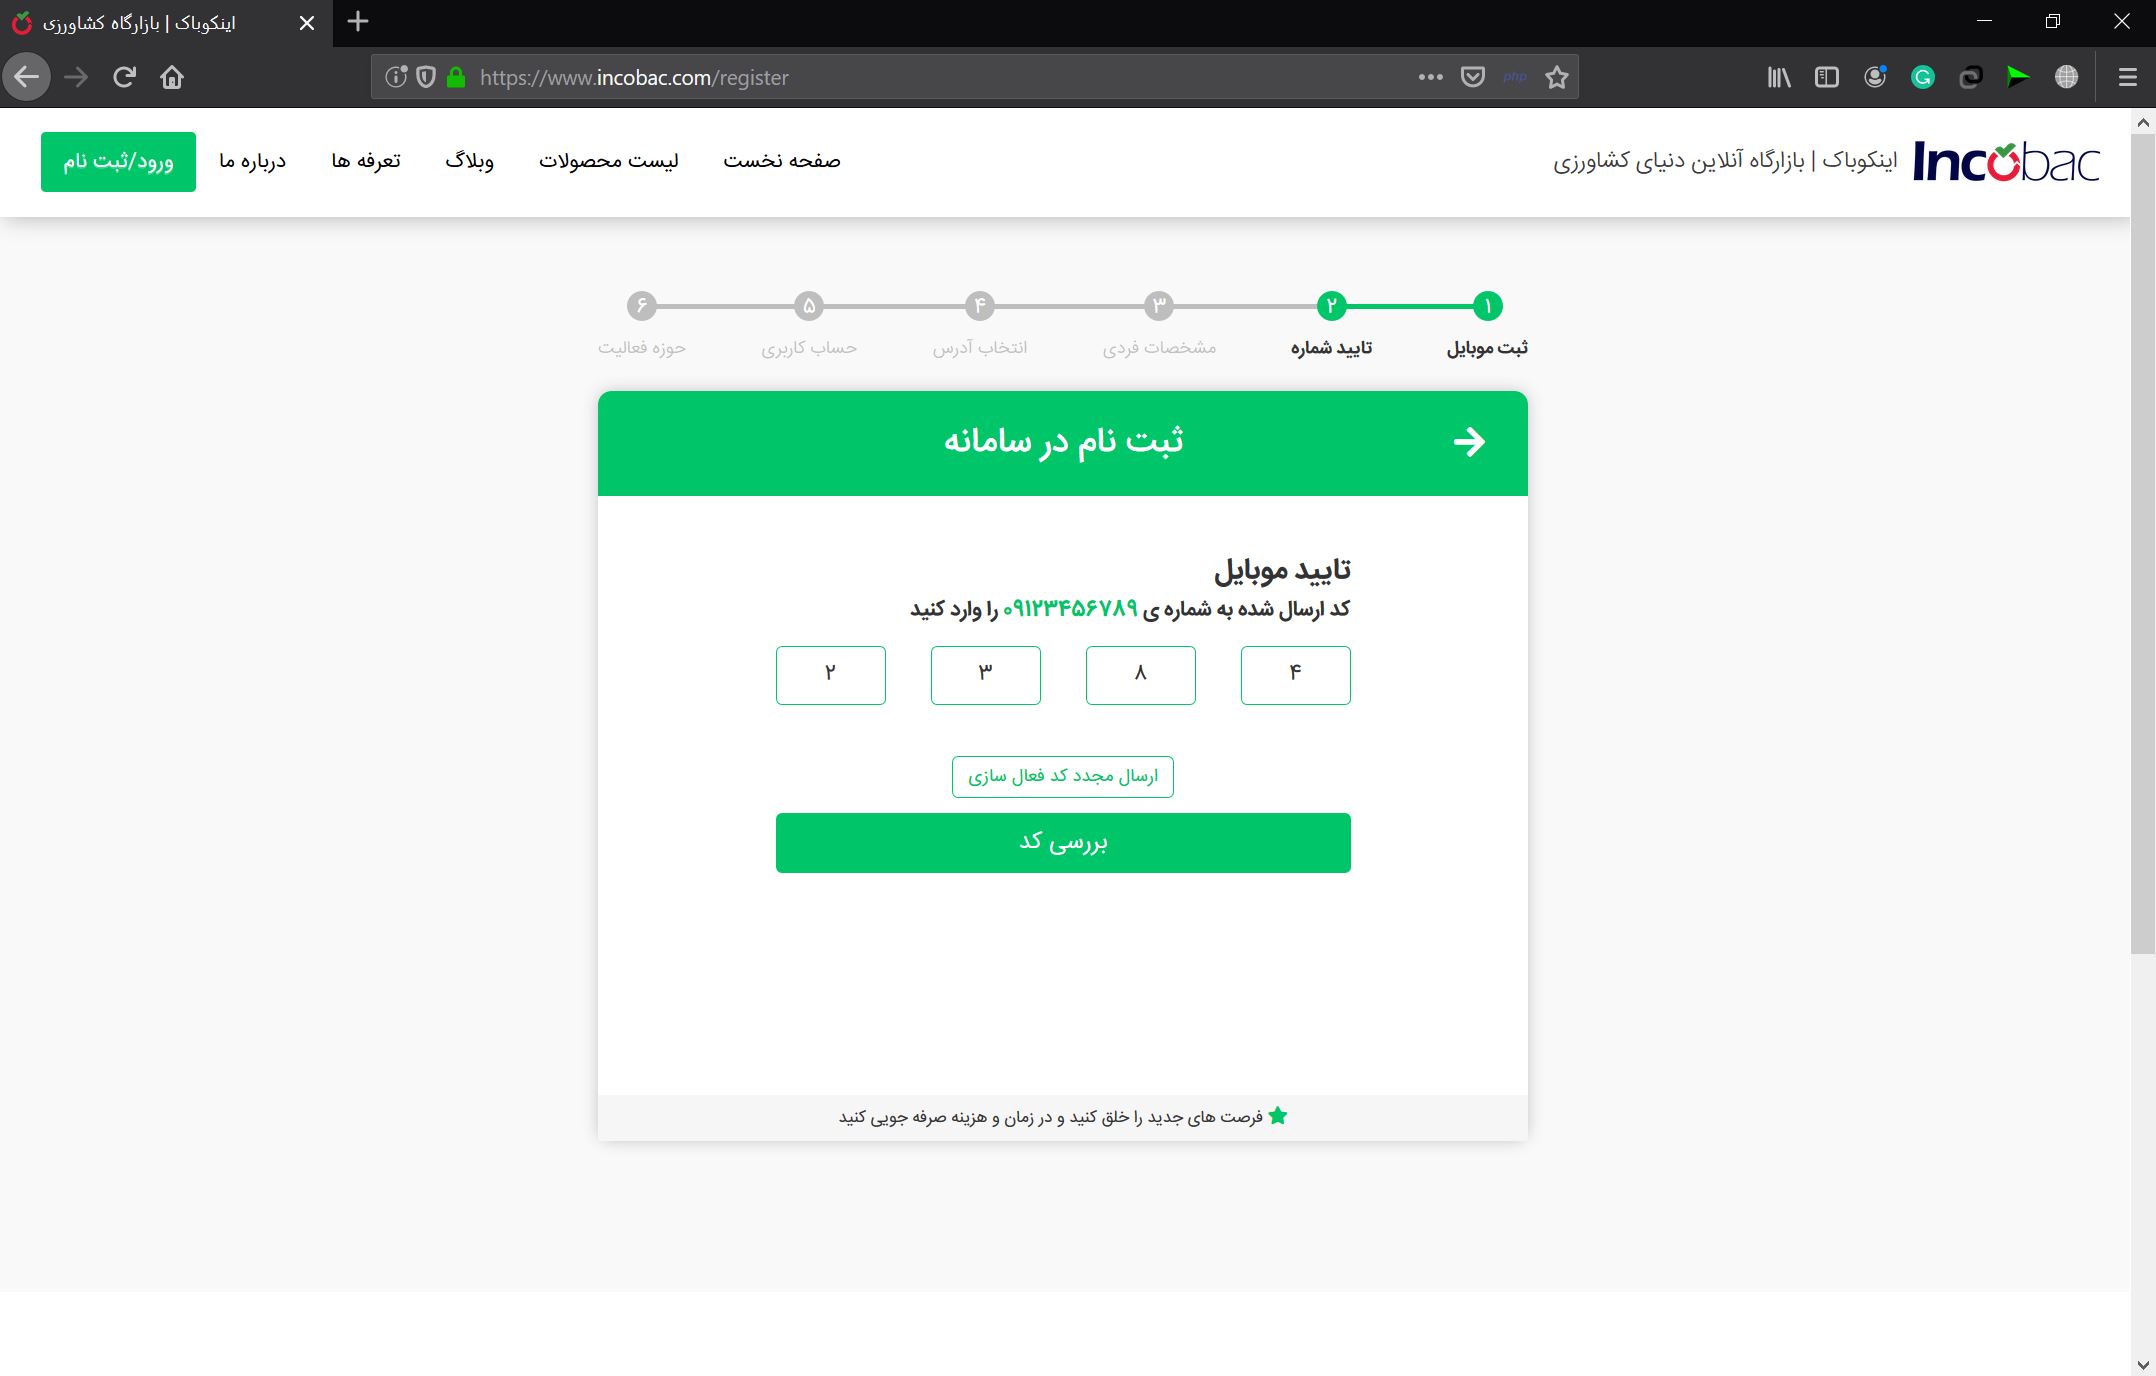 اینکوباک | بازارگاه کشاورزی
https://www.incobac.com/register
php
Incobac
اینکوباک | بازارگاه آنلاین دنیای کشاورزی
صفحه نخست
لیست محصولات
وبلاگ
تعرفه ها
درباره ما
ورود/ثبت نام
۱
۲
۳
۴
۵
۶
ثبت موبایل
تایید شماره
مشخصات فردی
انتخاب آدرس
حساب کاربری
حوزه فعالیت
ثبت نام در سامانه
تایید موبایل
کد ارسال شده به شماره ی ۰۹۱۲۳۴۵۶۷۸۹ را وارد کنید
۴
۸
۳
۲
ارسال مجدد کد فعال سازی
بررسی کد
فرصت های جدید را خلق کنید و در زمان و هزینه صرفه جویی کنید